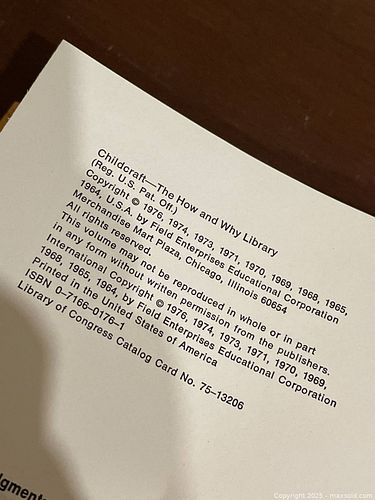 Childcraft—The How and Why Library
(Reg. U.S. Pat. Off.)
Copyright © 1976, 1974, 1973, 1971, 1970, 1969, 1968, 1965,
1964, U.S.A. by Field Enterprises Educational Corporation
Merchandise Mart Plaza, Chicago, Illinois 60654
All rights reserved.
This volume may not be reproduced in whole or in part
in any form without written permission from the publishers.
International Copyright © 1976, 1974, 1973, 1971, 1970, 1969,
1968, 1965, 1964, by Field Enterprises Educational Corporation
Printed in the United States of America
ISBN 0-7166-0176-1
Library of Congress Catalog Card No. 75-13206
Copyright 2025 - maxsold.com